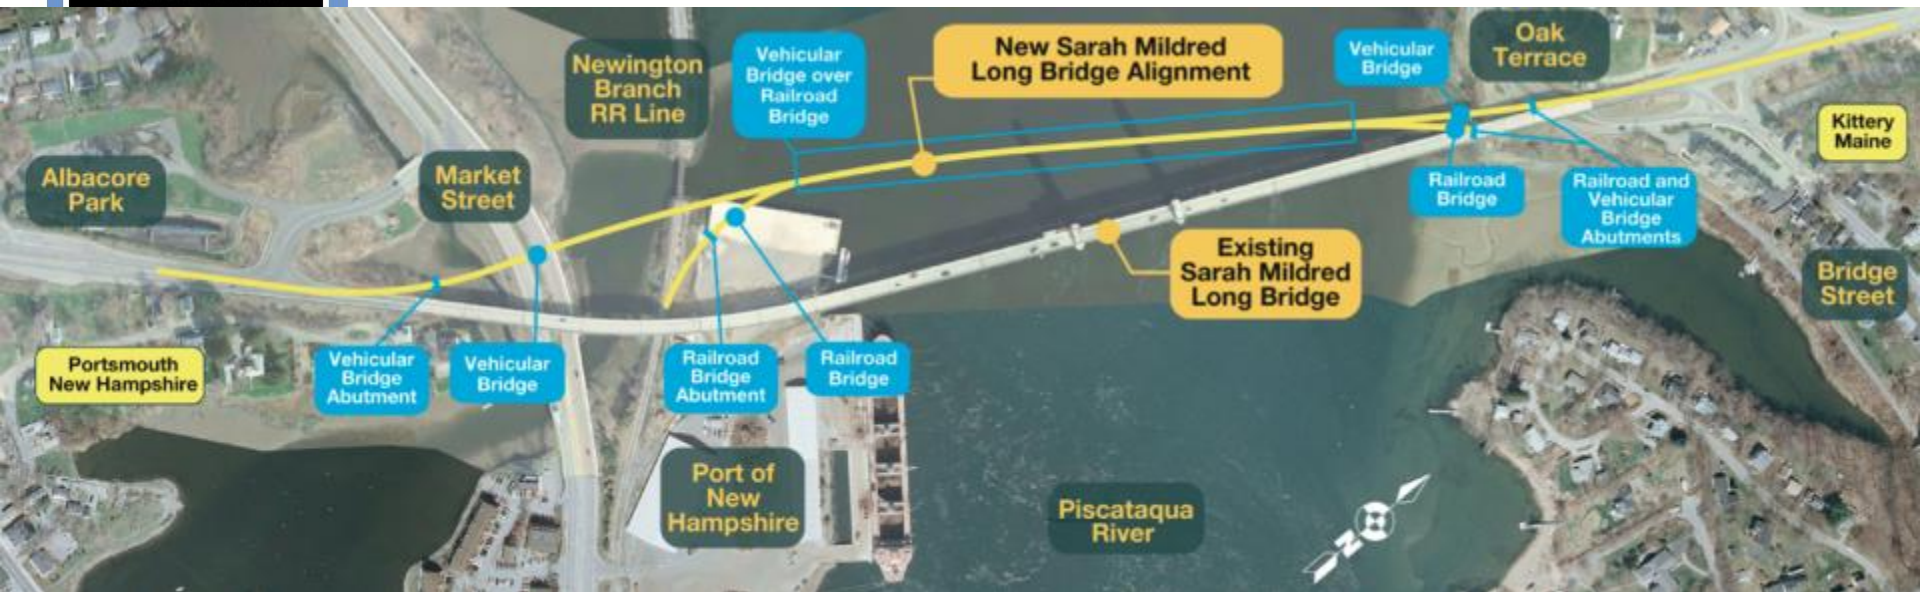 Newington
Branch
RR Line
Vehicular
Bridge over
Railroad
Bridge
New Sarah Mildred
Long Bridge Alignment
Vehicular
Bridge
Oak
Terrace
Kittery
Maine
Albacore
Park
Market
Street
Railroad
Bridge
Railroad and
Vehicular
Bridge
Abutments
Existing
Sarah Mildred
Long Bridge
Bridge
Street
Portsmouth
New Hampshire
Vehicular
Bridge
Abutment
Vehicular
Bridge
Railroad
Bridge
Abutment
Railroad
Bridge
Port of
New
Hampshire
Piscataqua
River
N